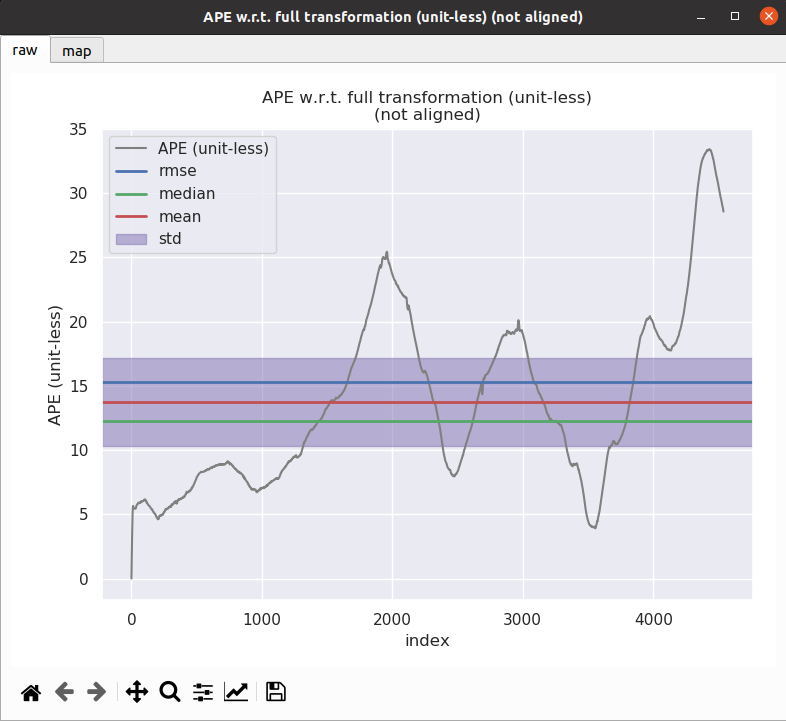 APE w.r.t. full transformation (unit-less) (not aligned)
raw
map
APE w.r.t. full transformation (unit-less)
(not aligned)
35
30
25
20
15
10
5
0
APE (unit-less)
APE (unit-less)
rmse
median
mean
std
0
1000
2000
3000
4000
index